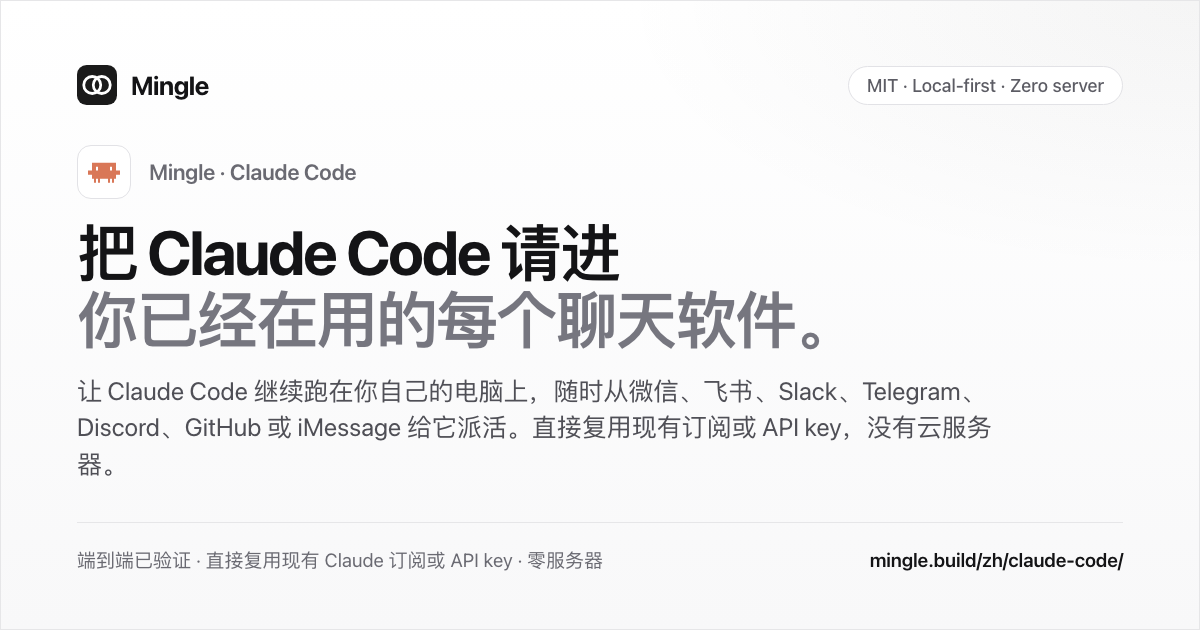 Mingle
MIT · Local-first · Zero server
Mingle · Claude Code
把 Claude Code 请进
你已经在用的每个聊天软件。
让 Claude Code 继续跑在你自己的电脑上，随时从微信、飞书、Slack、Telegram、
Discord、GitHub 或 iMessage 给它派活。直接复用现有订阅或 API key，没有云服务
器。
端到端已验证 · 直接复用现有 Claude 订阅或 API key · 零服务器
mingle.build/zh/claude-code/